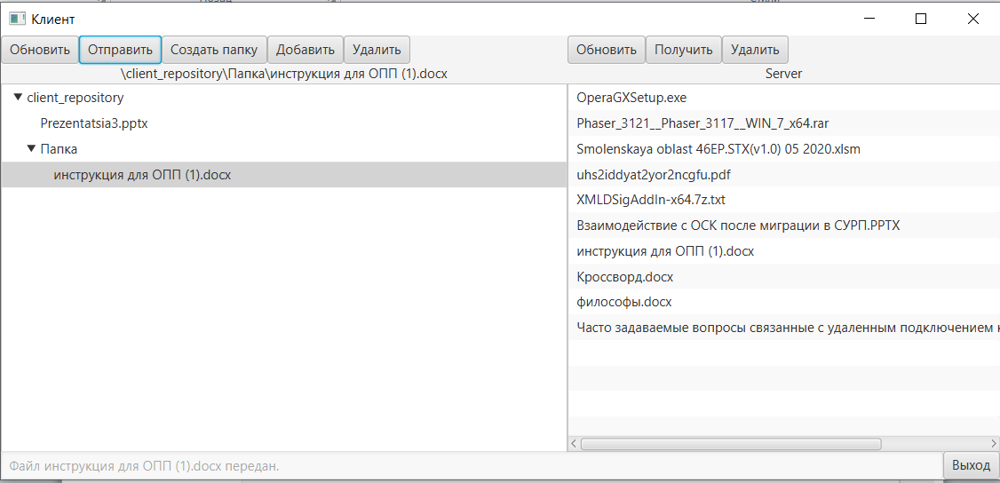 Клиент
Обновить Отправить Создать папку Добавить Удалить
\client_repository\Папка\инструкция для ОПП (1).docx
client_repository
Prezentatsia3.pptx
Папка
инструкция для ОПП (1).docx
Обновить Получить Удалить
Server
OperaGXSetup.exe
Phaser_3121__Phaser_3117__WIN_7_x64.rar
Smolenskaya oblast 46EP.STX(v1.0) 05 2020.xlsm
uhs2iddyat2yor2ncgfu.pdf
XMLDSigAddIn-x64.7z.txt
Взаимодействие с ОСК после миграции в СУРП.PPTX
инструкция для ОПП (1).docx
Кроссворд.docx
философы.docx
Часто задаваемые вопросы связанные с удаленным подключением к
Файл инструкция для ОПП (1).docx передан.
Выход